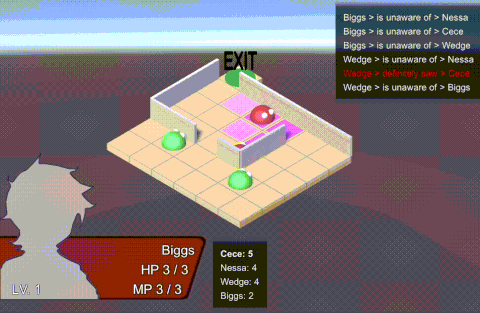 Biggs > is unaware of > Nessa
Biggs > is unaware of > Cece
Biggs > is unaware of > Wedge
Wedge > is unaware of > Nessa
Wedge > definitely saw > Cece
Wedge > is unaware of > Biggs
EXIT
Biggs
HP 3 / 3
LV. 1
MP 3 / 3
Cece: 5
Nessa: 4
Wedge: 4
Biggs: 2